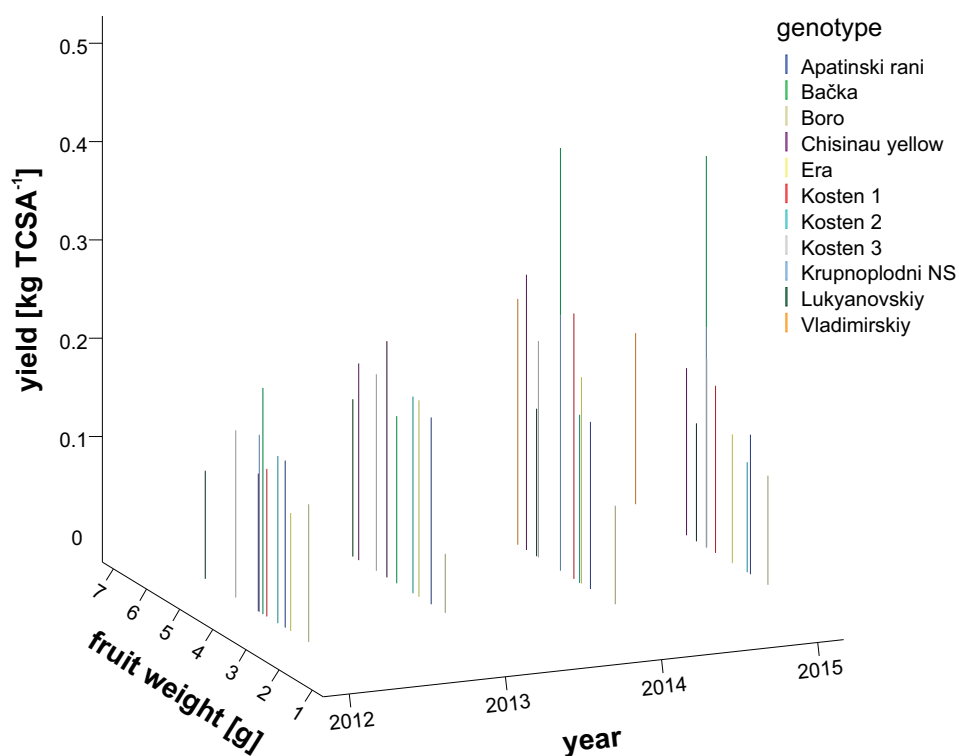 genotype
Apatinski rani
Bačka
Boro
Chisinau yellow
Era
Kosten 1
Kosten 2
Kosten 3
Krupnoplodni NS
Lukyanovskiy
Vladimirskiy
yield [kg TCSA⁻¹]
0.5
0.4
0.3
0.2
0.1
0
7
6
5
4
3
2
1
fruit weight [g]
2012
2013
2014
2015
year